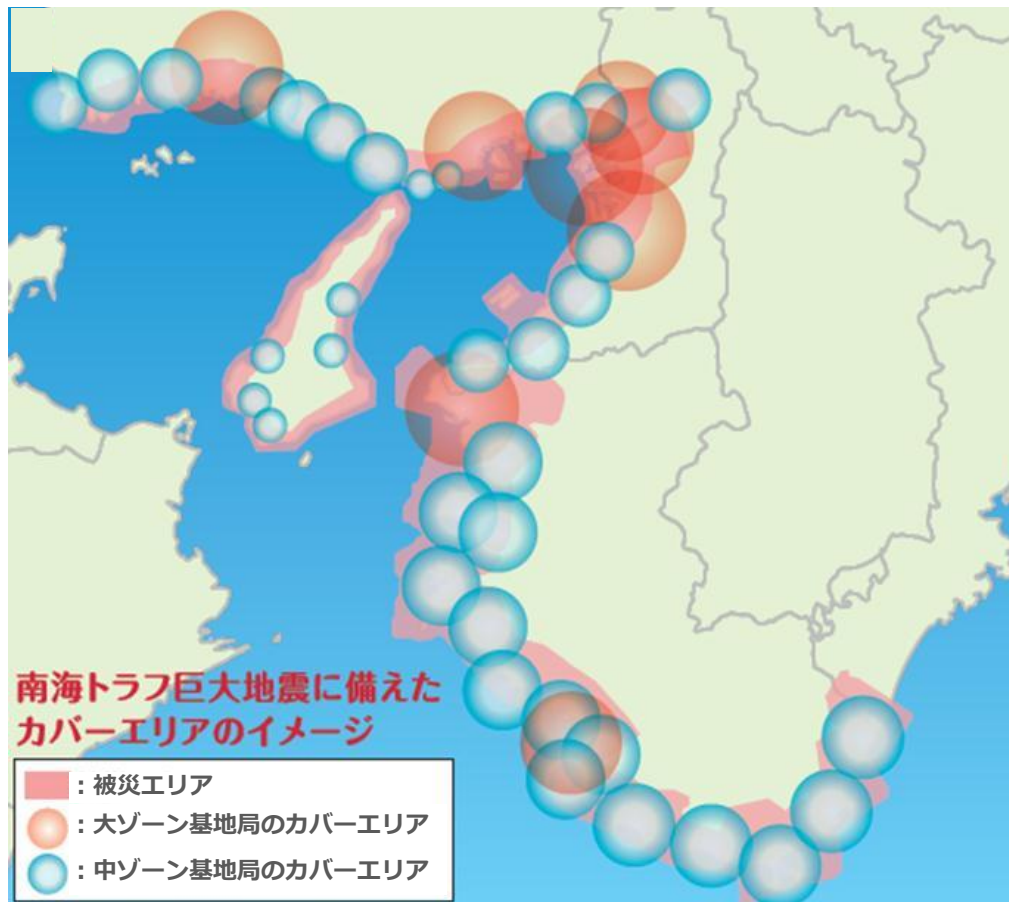 南海トラフ巨大地震に備えた
カバーエリアのイメージ
：被災エリア
：大ゾーン基地局のカバーエリア
：中ゾーン基地局のカバーエリア